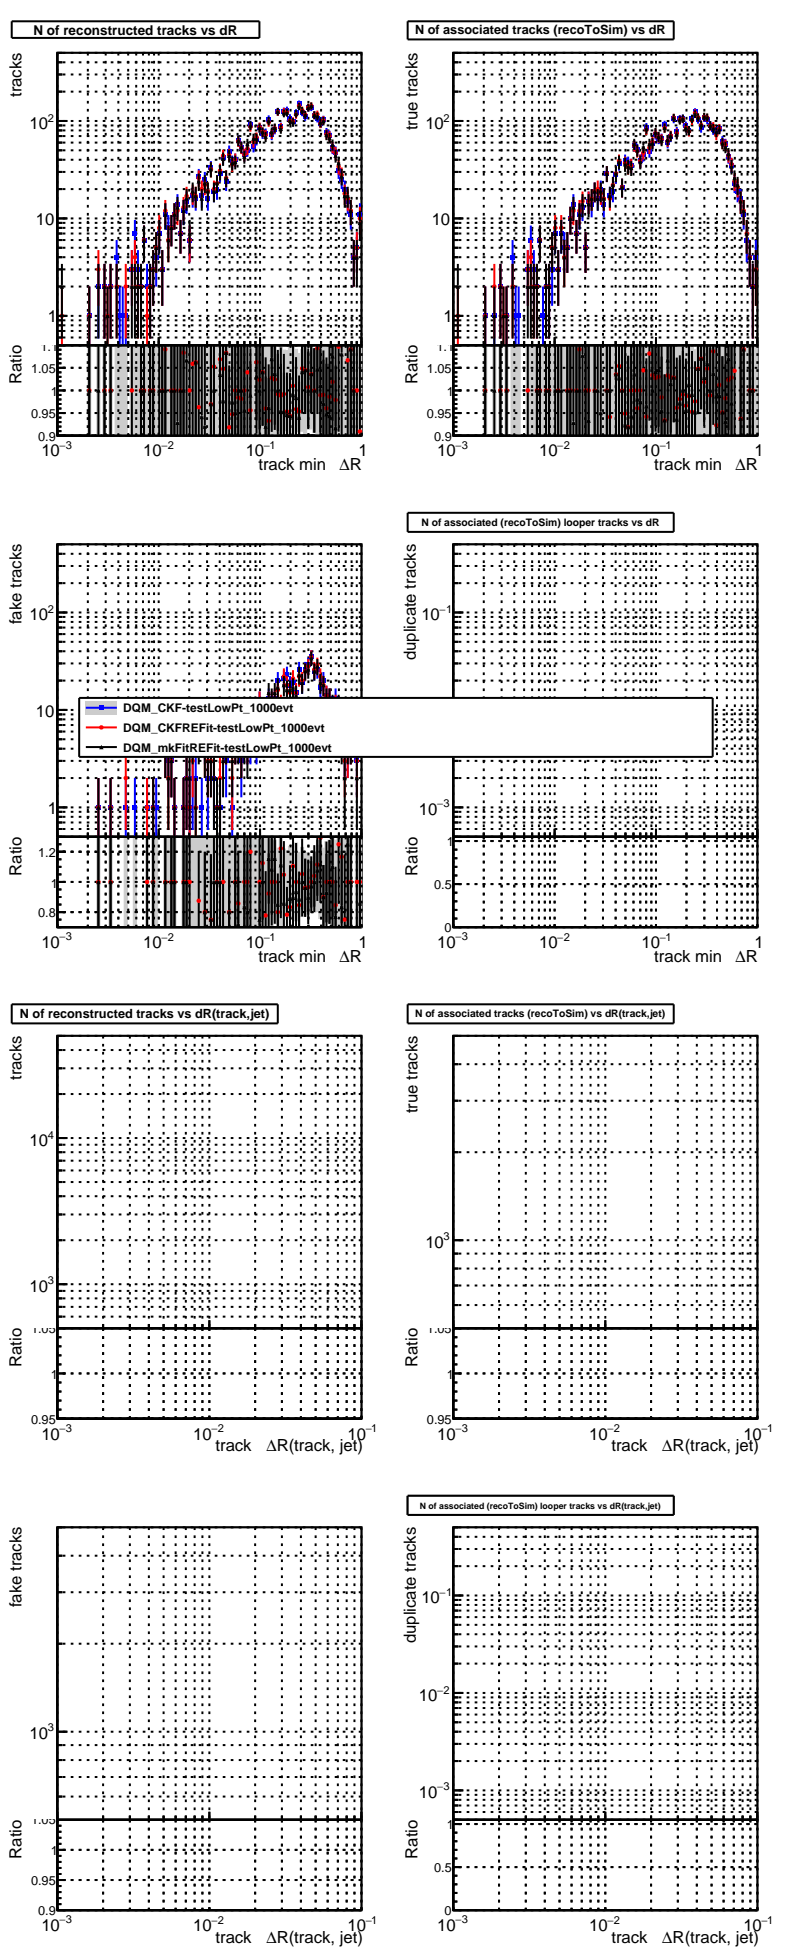 N of reconstructed tracks vs dR
tracks
10²
10
1
Ratio
1.1
1.05
1
0.95
0.9
10⁻³
10⁻²
10⁻¹
1
track min ΔR
N of associated tracks (recoToSim) vs dR
true tracks
10²
10
1
Ratio
1.1
1.05
1
0.95
0.9
10⁻³
10⁻²
10⁻¹
1
track min ΔR
fake tracks
10²
10
1
Ratio
1.2
1
0.8
10⁻³
10⁻²
10⁻¹
1
track min ΔR
N of associated (recoToSim) looper tracks vs dR
duplicate tracks
10⁻¹
10⁻³
Ratio
1
0.5
0
10⁻³
10⁻²
10⁻¹
1
track min ΔR
DQM_CKF-testLowPt_1000evt
DQM_CKFREFit-testLowPt_1000evt
DQM_mkFitREFit-testLowPt_1000evt
N of reconstructed tracks vs dR(track,jet)
tracks
10⁴
10³
Ratio
1.05
1
0.95
10⁻³
10⁻²
10⁻¹
track ΔR(track, jet)
N of associated tracks (recoToSim) vs dR(track,jet)
true tracks
10³
Ratio
1.05
1
0.95
10⁻³
10⁻²
10⁻¹
track ΔR(track, jet)
fake tracks
10³
Ratio
1.05
1
0.95
0.9
10⁻³
10⁻²
10⁻¹
track ΔR(track, jet)
N of associated (recoToSim) looper tracks vs dR(track,jet)
duplicate tracks
10⁻¹
10⁻²
10⁻³
Ratio
1
0.5
0
10⁻³
10⁻²
10⁻¹
track ΔR(track, jet)